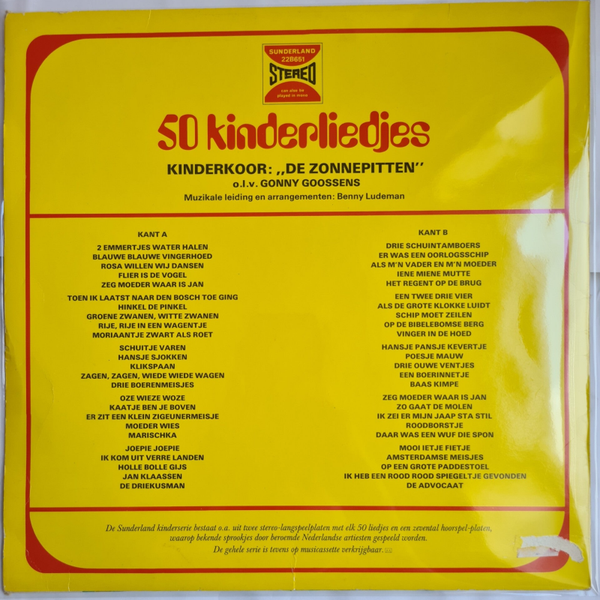 SUNDERLAND
22B651
STEREO
can also be
played in mono
50 kinderliedjes
KINDERKOOR: ,,DE ZONNEPITTEN''
o.l.v. GONNY GOOSSENS
Muzikale leiding en arrangementen: Benny Ludeman
KANT A
2 EMMERTJES WATER HALEN
BLAUWE BLAUWE VINGERHOED
ROSA WILLEN WIJ DANSEN
FLIER IS DE VOGEL
ZEG MOEDER WAAR IS JAN
TOEN IK LAATST NAAR DEN BOSCH TOE GING
HINKEL DE PINKEL
GROENE ZWANEN, WITTE ZWANEN
RIJE, RIJE IN EEN WAGENTJE
MORIAANTJE ZWART ALS ROET
SCHUITJE VAREN
HANSJE SJOKKEN
KLIKSPAAN
ZAGEN, ZAGEN, WIEDE WIEDE WAGEN
DRIE BOERENMEISJES
OZE WIEZE WOZE
KAATJE BEN JE BOVEN
ER ZIT EEN KLEIN ZIGEUNERMEISJE
MOEDER WIES
MARISCHKA
JOEPIE JOEPIE
IK KOM UIT VERRE LANDEN
HOLLE BOLLE GIJS
JAN KLAASSEN
DE DRIEKUSMAN
KANT B
DRIE SCHUINTAMBOERS
ER WAS EEN OORLOGSSCHIP
ALS M'N VADER EN M'N MOEDER
IENE MIENE MUTTE
HET REGENT OP DE BRUG
EEN TWEE DRIE VIER
ALS DE GROTE KLOKKE LUIDT
SCHIP MOET ZEILEN
OP DE BIBELEBOMSE BERG
VINGER IN DE HOED
HANSJE PANSJE KEVERTJE
POESJE MAUW
DRIE OUWE VENTJES
EEN BOERINNETJE
BAAS KIMPE
ZEG MOEDER WAAR IS JAN
ZO GAAT DE MOLEN
IK ZEI ER MIJN JAAP STA STIL
ROODBORSTJE
DAAR WAS EEN WUF DIE SPON
MOOI IETJE FIETJE
AMSTERDAMSE MEISJES
OP EEN GROTE PADDESTOEL
IK HEB EEN ROOD ROOD SPIEGELTJE GEVONDEN
DE ADVOCAAT
De Sunderland kinderserie bestaat o.a. uit twee stereo-langspeelplaten met elk 50 liedjes en een zevental hoorspel-platen,
waarop bekende sprookjes door beroemde Nederlandse artiesten gespeeld worden.
De gehele serie is tevens op musicassette verkrijgbaar.